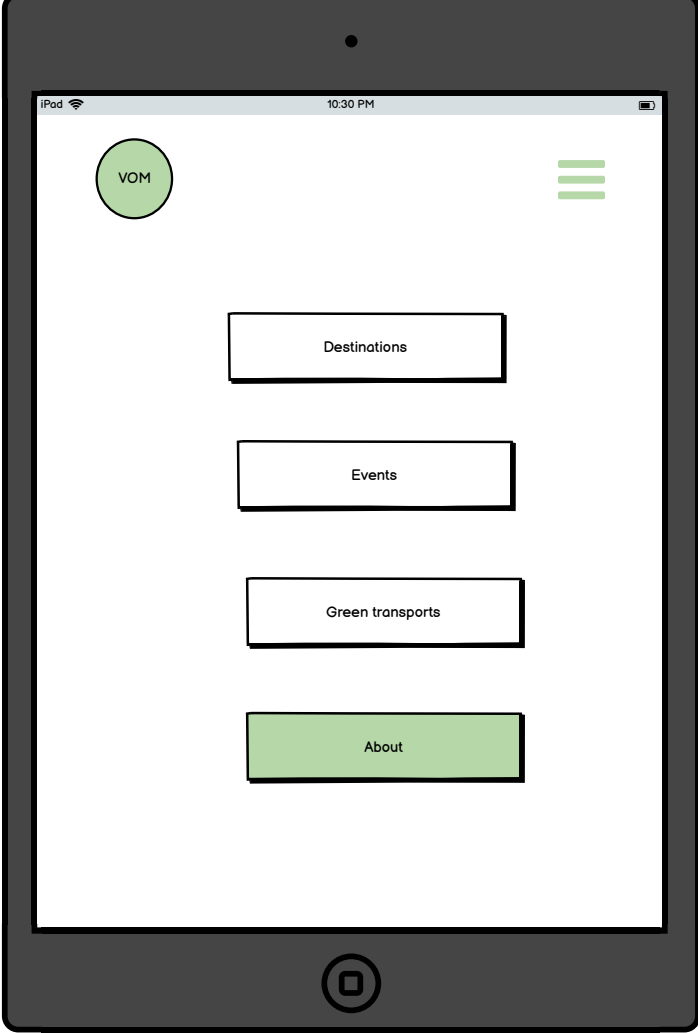 iPad 10:30 PM
VOM
Destinations
Events
Green transports
About